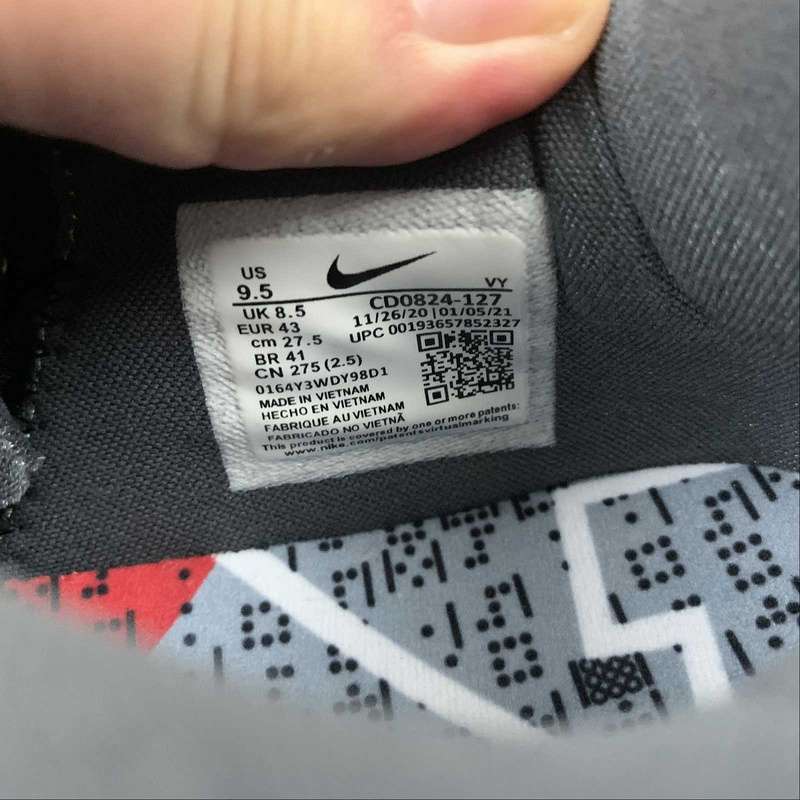 US
9.5 VY
UK 8.5 CD0824-127
EUR 43 11/26/20 | 01/05/21
cm 27.5 UPC 00193657852327
BR 41
CN 275 (2.5)
0164Y3WDY98D1
MADE IN VIETNAM
HECHO EN VIETNAM
FABRIQUE AU VIETNAM
FABRICADO NO VIETNÃ
This product is covered by one or more patents:
www.nike.com/patentsvirtualmarking